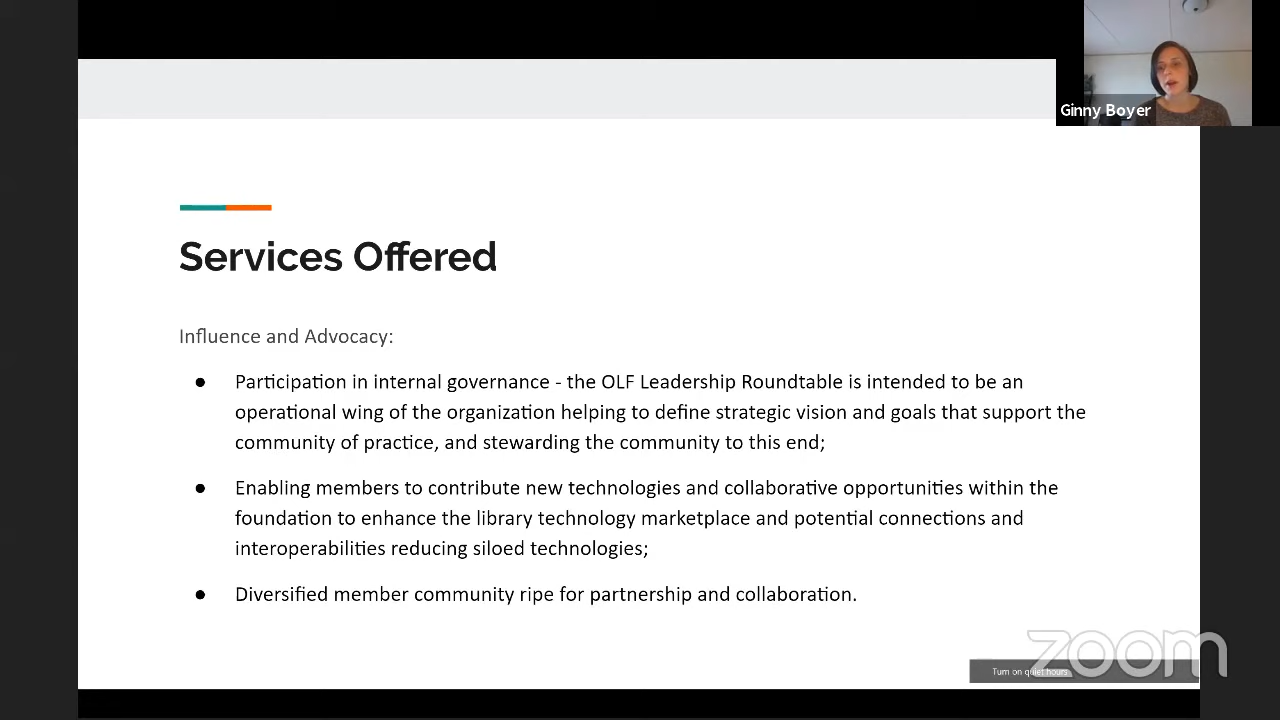 Ginny Boyer
Services Offered
Influence and Advocacy:
● Participation in internal governance - the OLF Leadership Roundtable is intended to be an
operational wing of the organization helping to define strategic vision and goals that support the
community of practice, and stewarding the community to this end;
● Enabling members to contribute new technologies and collaborative opportunities within the
foundation to enhance the library technology marketplace and potential connections and
interoperabilities reducing siloed technologies;
● Diversified member community ripe for partnership and collaboration.
zoom
Turn on quiet hours